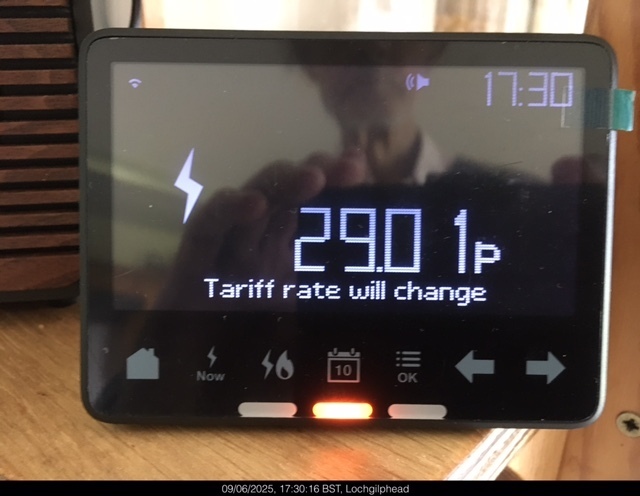 17:30
29.01p
Tariff rate will change
Now
10
OK
09/06/2025, 17:30:16 BST, Lochgilphead